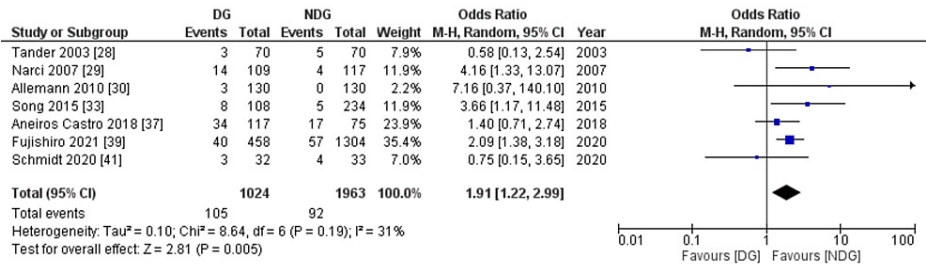 DG NDG Odds Ratio Odds Ratio
Study or Subgroup Events Total Events Total Weight M-H, Random, 95% CI Year M-H, Random, 95% CI
Tander 2003 [28] 3 70 5 70 7.9% 0.58 [0.13, 2.54] 2003
Narci 2007 [29] 14 109 4 117 11.9% 4.16 [1.33, 13.07] 2007
Allemann 2010 [30] 3 130 0 130 2.2% 7.16 [0.37, 140.10] 2010
Song 2015 [33] 8 108 5 234 11.9% 3.66 [1.17, 11.48] 2015
Aneiros Castro 2018 [37] 34 117 17 75 23.9% 1.40 [0.71, 2.74] 2018
Fujishiro 2021 [39] 40 458 57 1304 35.4% 2.09 [1.38, 3.18] 2020
Schmidt 2020 [41] 3 32 4 33 7.0% 0.75 [0.15, 3.65] 2020
Total (95% CI) 1024 1963 100.0% 1.91 [1.22, 2.99]
Total events 105 92
Heterogeneity: Tau² = 0.10; Chi² = 8.64, df = 6 (P = 0.19); I² = 31%
Test for overall effect: Z = 2.81 (P = 0.005)
0.01 0.1 1 10 100
Favours [DG] Favours [NDG]